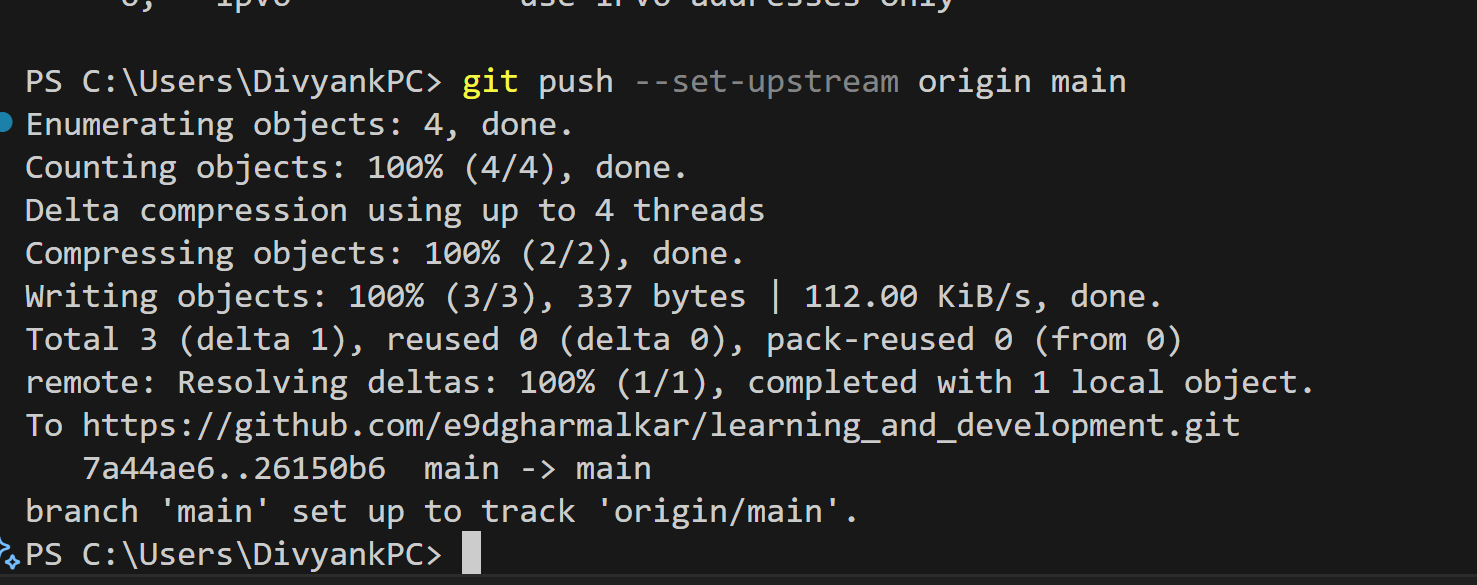 use IPv6 addresses only
PS C:\Users\DivyankPC> git push --set-upstream origin main
Enumerating objects: 4, done.
Counting objects: 100% (4/4), done.
Delta compression using up to 4 threads
Compressing objects: 100% (2/2), done.
Writing objects: 100% (3/3), 337 bytes | 112.00 KiB/s, done.
Total 3 (delta 1), reused 0 (delta 0), pack-reused 0 (from 0)
remote: Resolving deltas: 100% (1/1), completed with 1 local object.
To https://github.com/e9dgharmalkar/learning_and_development.git
   7a44ae6..26150b6  main -> main
branch 'main' set up to track 'origin/main'.
PS C:\Users\DivyankPC>